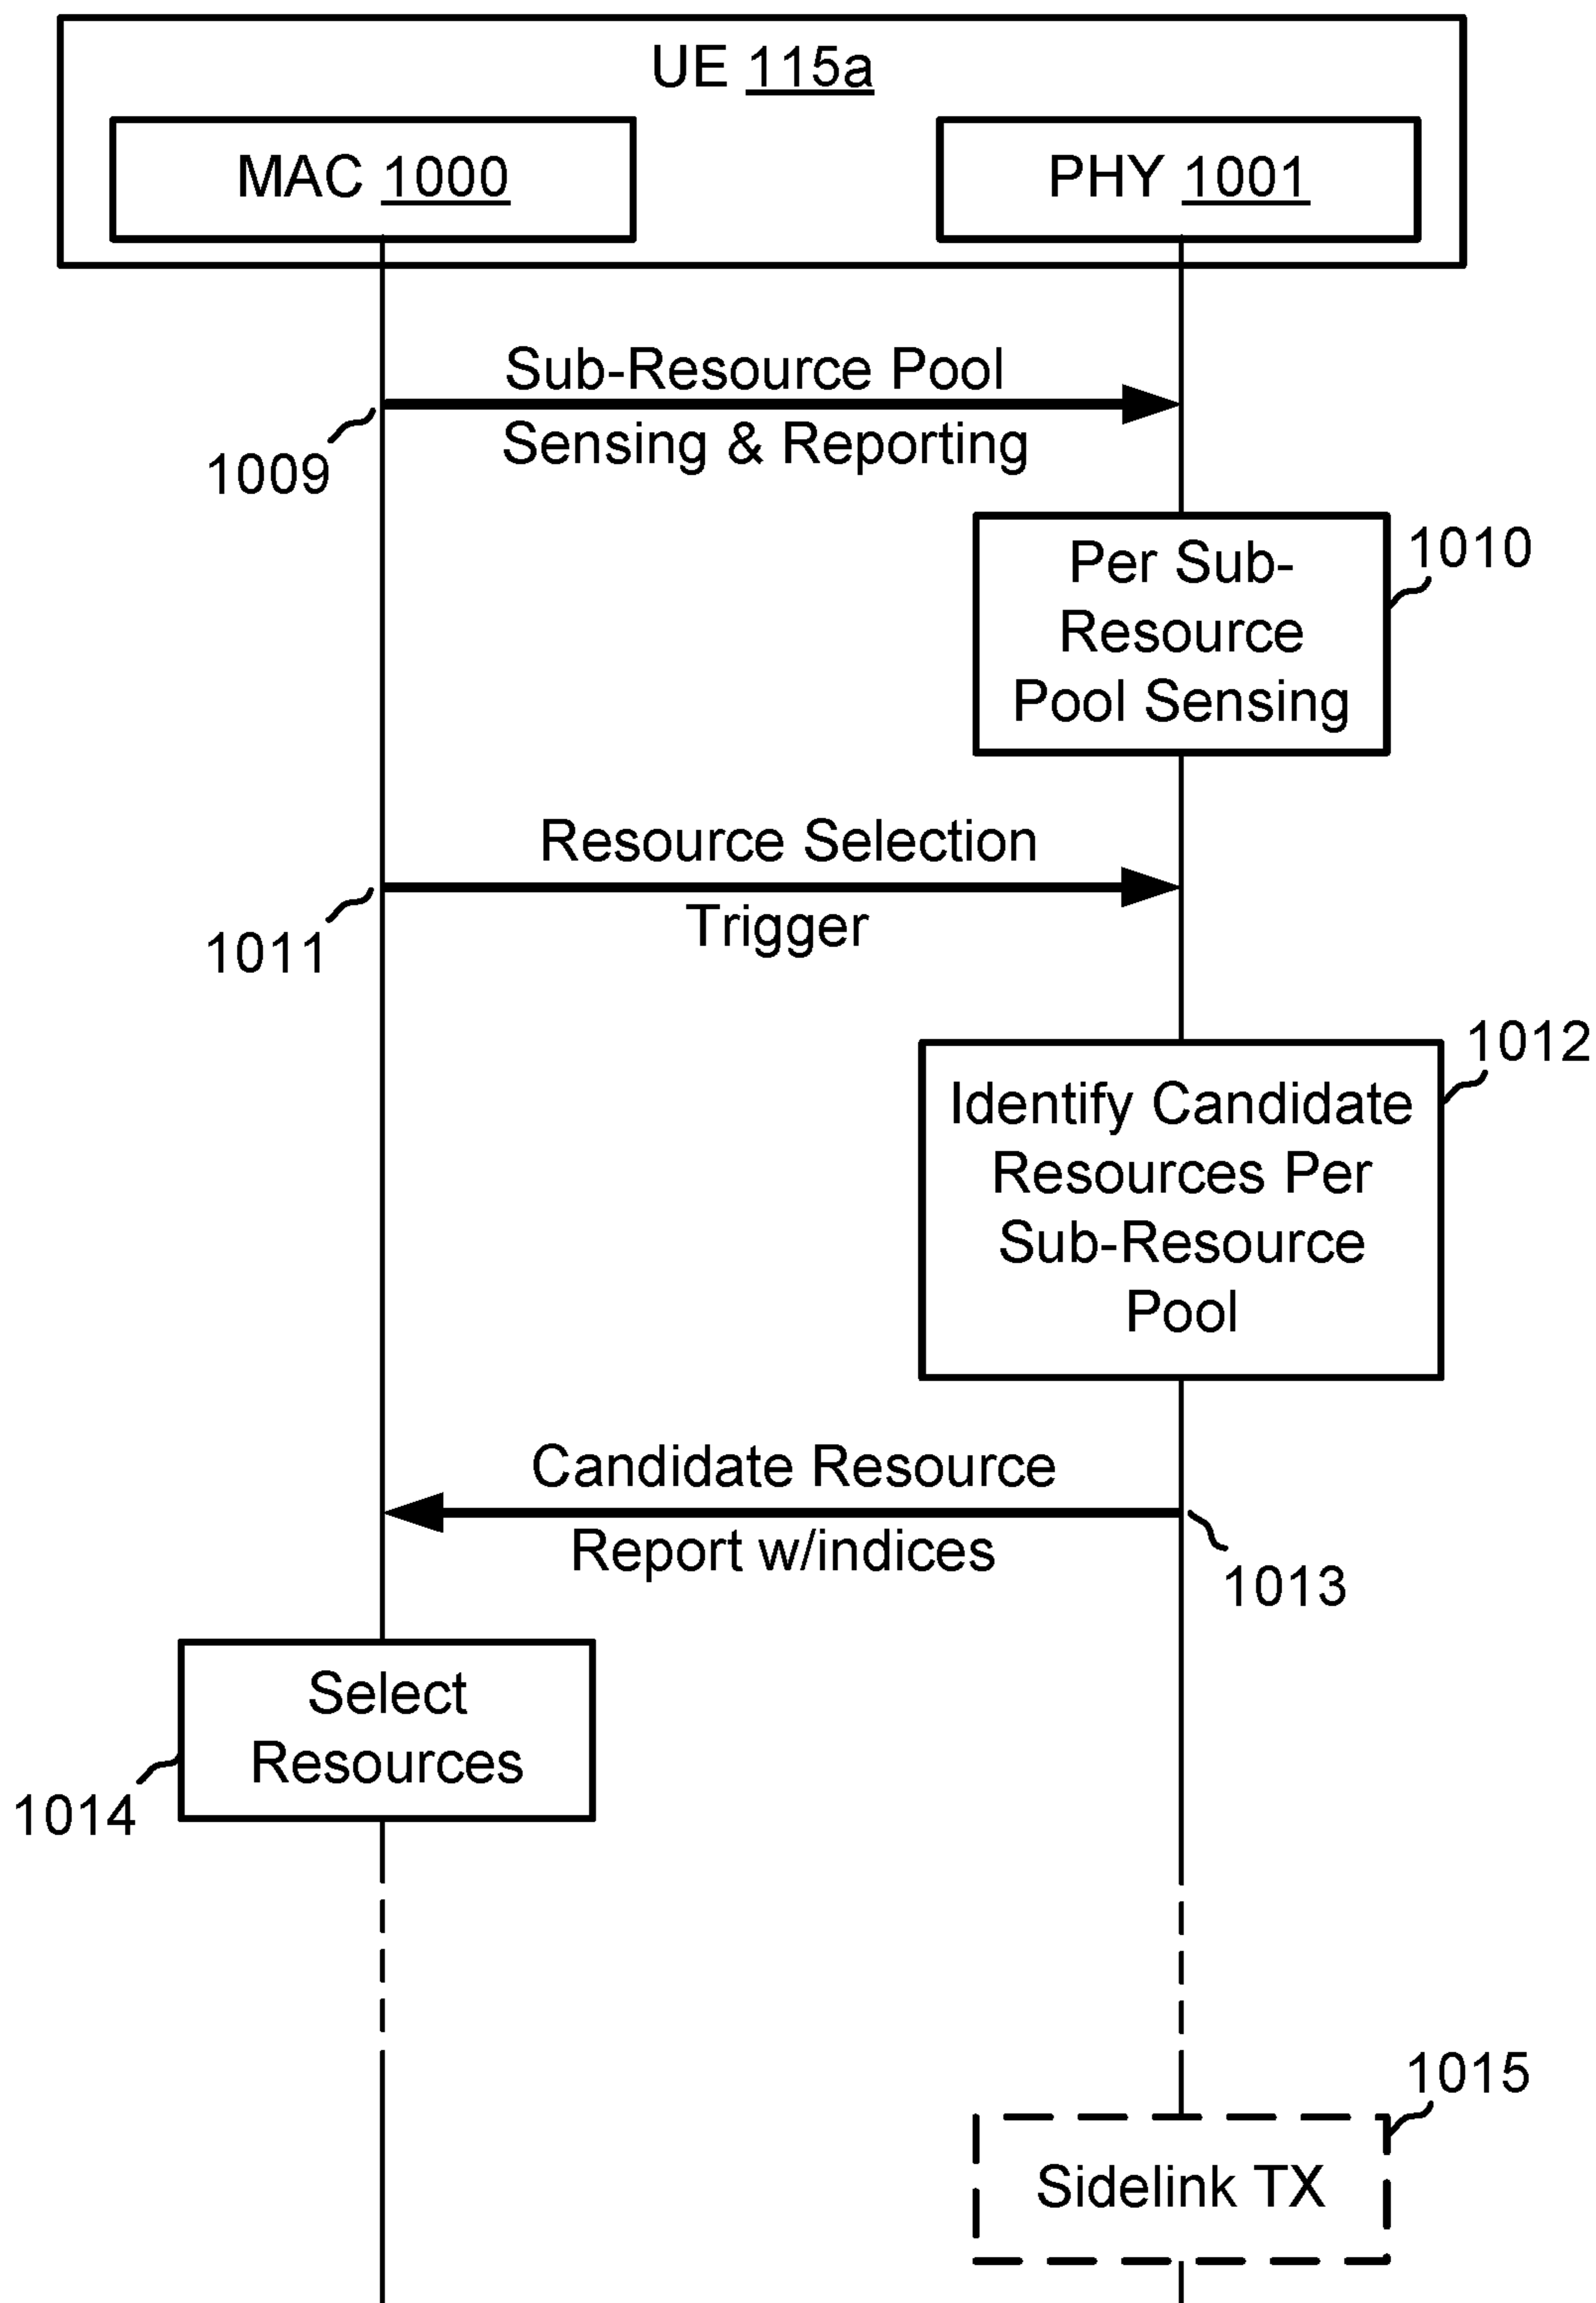 UE 115a
MAC 1000
PHY 1001
Sub-Resource Pool
Sensing & Reporting
1009
Per Sub-
Resource
Pool Sensing
1010
Resource Selection
Trigger
1011
1012
Identify Candidate
Resources Per
Sub-Resource
Pool
Candidate Resource
Report w/indices
1013
Select
Resources
1014
1015
Sidelink TX